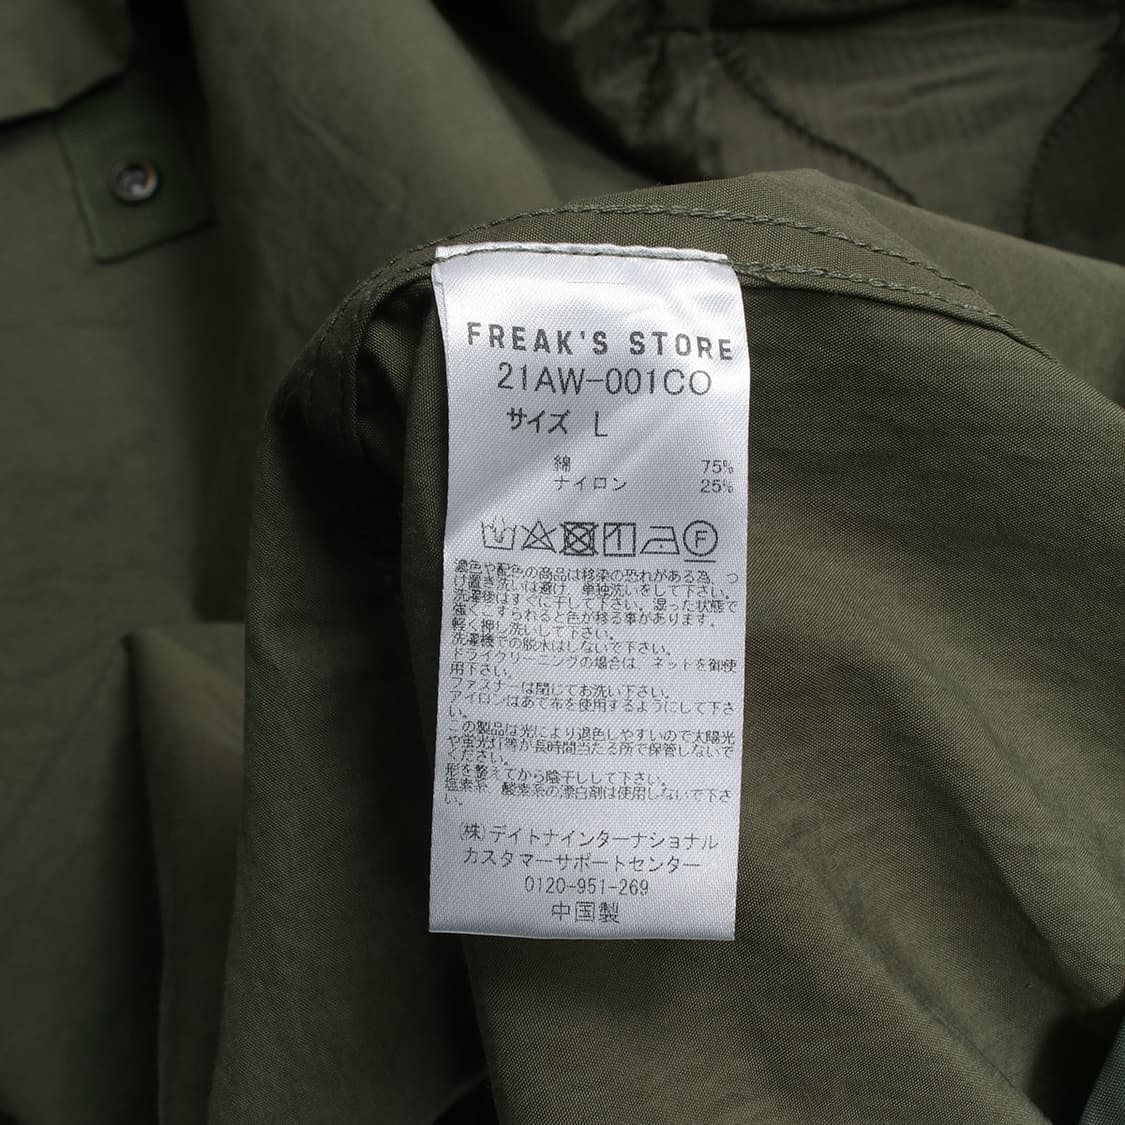 FREAK'S STORE
21AW-001CO
サイズ L
綿 75%
ナイロン 25%
F
濃色や配色の商品は移染の恐れがある為、つ
け置き洗いは避け、単独洗いをして下さい。
洗濯後はすぐに干して下さい。湿った状態で
強くこすられると色が移る事があります。
軽く押し洗いして下さい。
洗濯機での脱水はしないで下さい。
ドライクリーニングの場合は、ネットを御使
用下さい。
ファスナーは閉じてお洗い下さい。
アイロンはあて布を使用するようにして下さ
い。
この製品は光により退色しやすいので太陽光
や蛍光灯等が長時間当たる所で保管しないで
ください。
形を整えてから陰干しして下さい。
塩素系、酸素系の漂白剤は使用しないで下さ
い。
(株)デイトナインターナショナル
カスタマーサポートセンター
0120-951-269
中国製